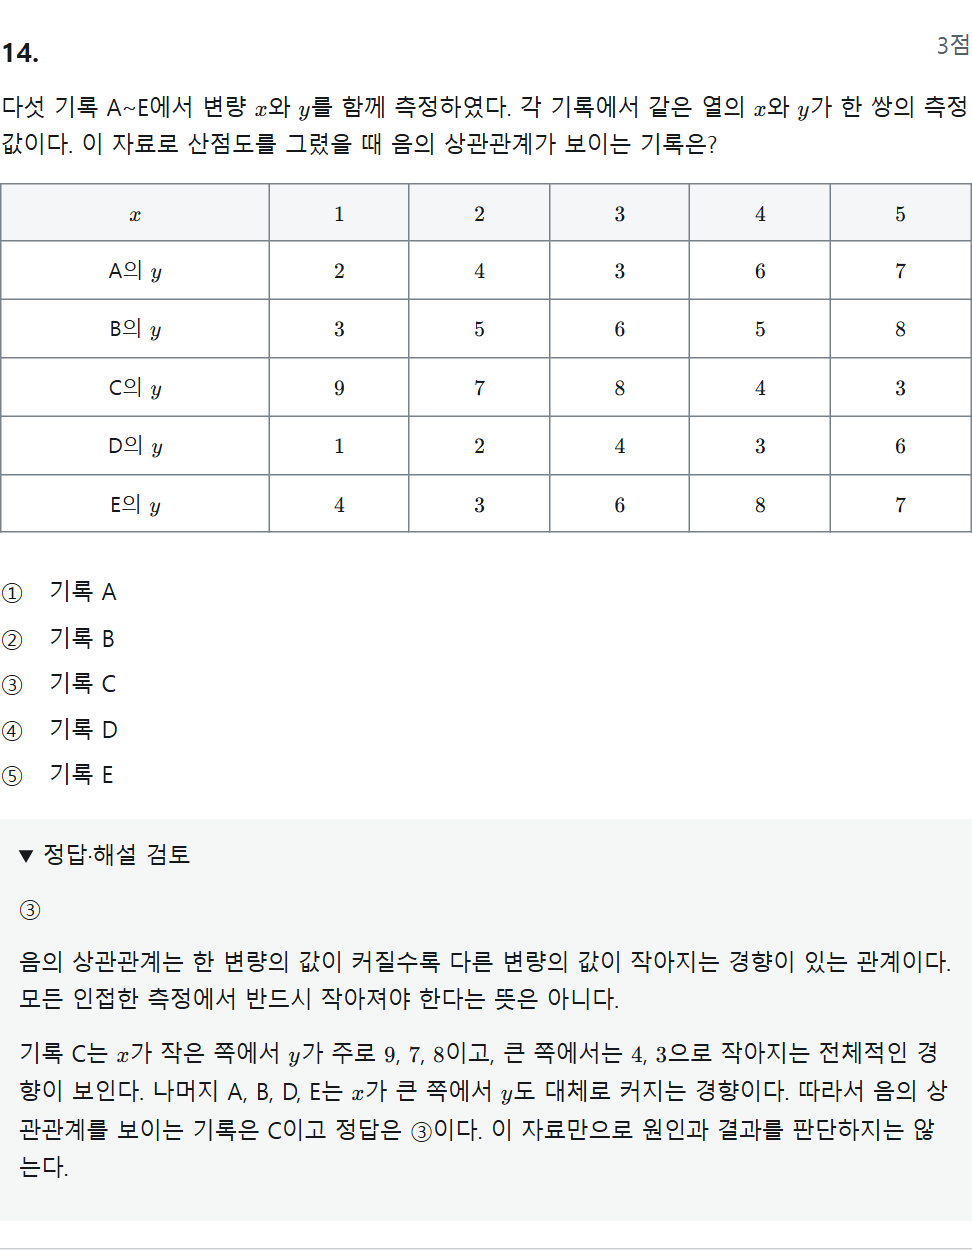 14.
3점
다섯 기록 A~E에서 변량 x와 y를 함께 측정하였다. 각 기록에서 같은 열의 x와 y가 한 쌍의 측정
값이다. 이 자료로 산점도를 그렸을 때 음의 상관관계가 보이는 기록은?
x 1 2 3 4 5
A의 y 2 4 3 6 7
B의 y 3 5 6 5 8
C의 y 9 7 8 4 3
D의 y 1 2 4 3 6
E의 y 4 3 6 8 7
① 기록 A
② 기록 B
③ 기록 C
④ 기록 D
⑤ 기록 E
▼ 정답·해설 검토
③
음의 상관관계는 한 변량의 값이 커질수록 다른 변량의 값이 작아지는 경향이 있는 관계이다.
모든 인접한 측정에서 반드시 작아져야 한다는 뜻은 아니다.
기록 C는 x가 작은 쪽에서 y가 주로 9, 7, 8이고, 큰 쪽에서는 4, 3으로 작아지는 전체적인 경
향이 보인다. 나머지 A, B, D, E는 x가 큰 쪽에서 y도 대체로 커지는 경향이다. 따라서 음의 상
관관계를 보이는 기록은 C이고 정답은 ③이다. 이 자료만으로 원인과 결과를 판단하지는 않
는다.